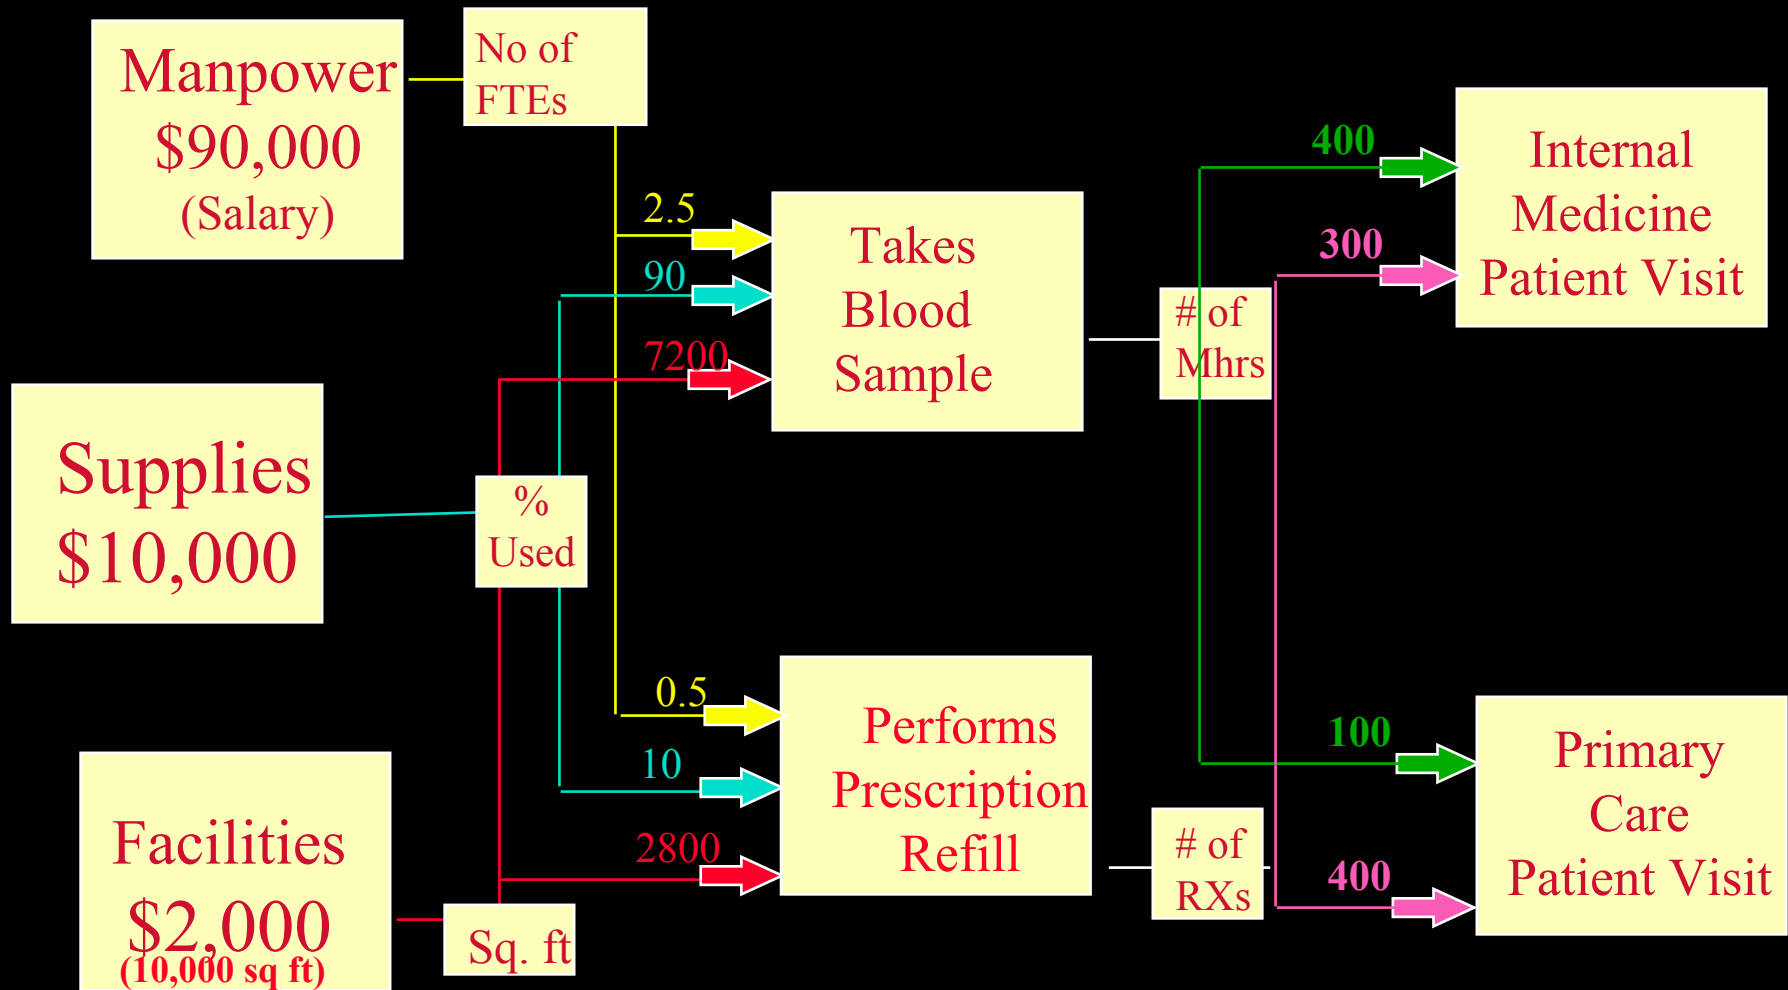 Manpower
$90,000
(Salary)
No of
FTEs
2.5
90
7200
Takes
Blood
Sample
400
300
Internal
Medicine
Patient Visit
# of
Mhrs
Supplies
$10,000
%
Used
0.5
10
2800
Performs
Prescription
Refill
100
400
Primary
Care
Patient Visit
# of
RXs
Facilities
$2,000
(10,000 sq ft)
Sq. ft